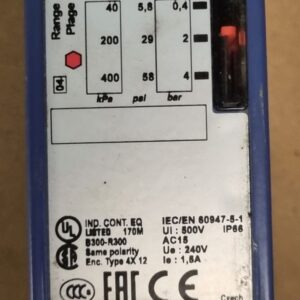 Range
Plage
04
40 5,8 0,4
200 29 2
400 58 4
kPa psi bar
UL
IND. CONT. EQ
LISTED 170M
B300-R300
Same polarity
Enc. Type 4X 12
IEC/EN 60947-5-1
Ui : 500V IP66
AC15
Ue : 240V
Ie : 1,5A
CCC
EAC
CE
Czech